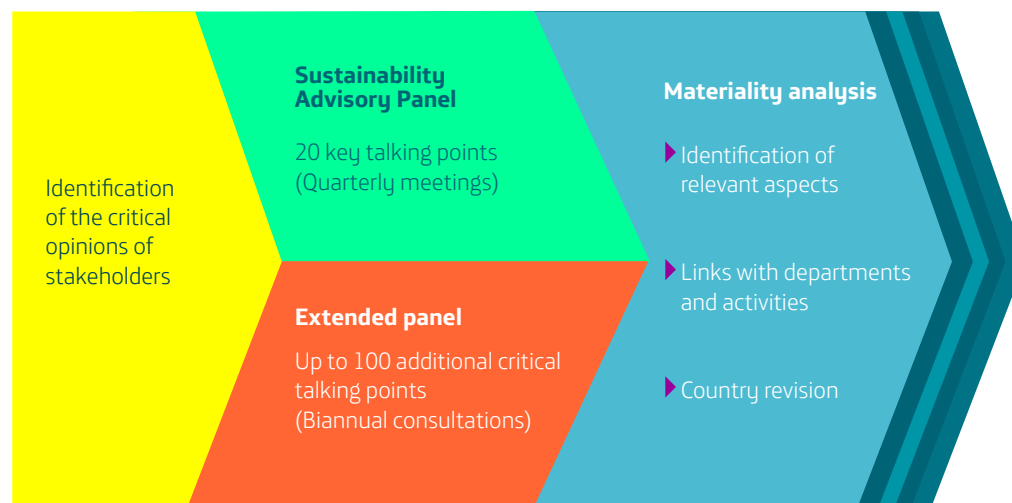 Identification
of the critical
opinions of
stakeholders
Sustainability
Advisory Panel
20 key talking points
(Quarterly meetings)
Extended panel
Up to 100 additional critical
talking points
(Biannual consultations)
Materiality analysis
Identification of
relevant aspects
Links with departments
and activities
Country revision